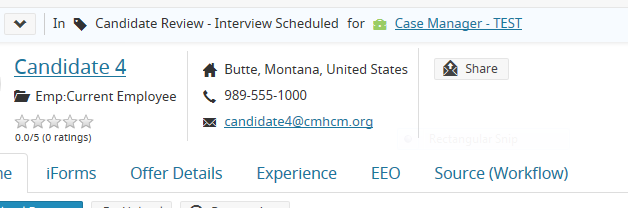 In Candidate Review - Interview Scheduled for Case Manager - TEST
Candidate 4
Emp:Current Employee
0.0/5 (0 ratings)
Butte, Montana, United States
989-555-1000
candidate4@cmhcm.org
Share
Rectangular Snip
iForms Offer Details Experience EEO Source (Workflow)